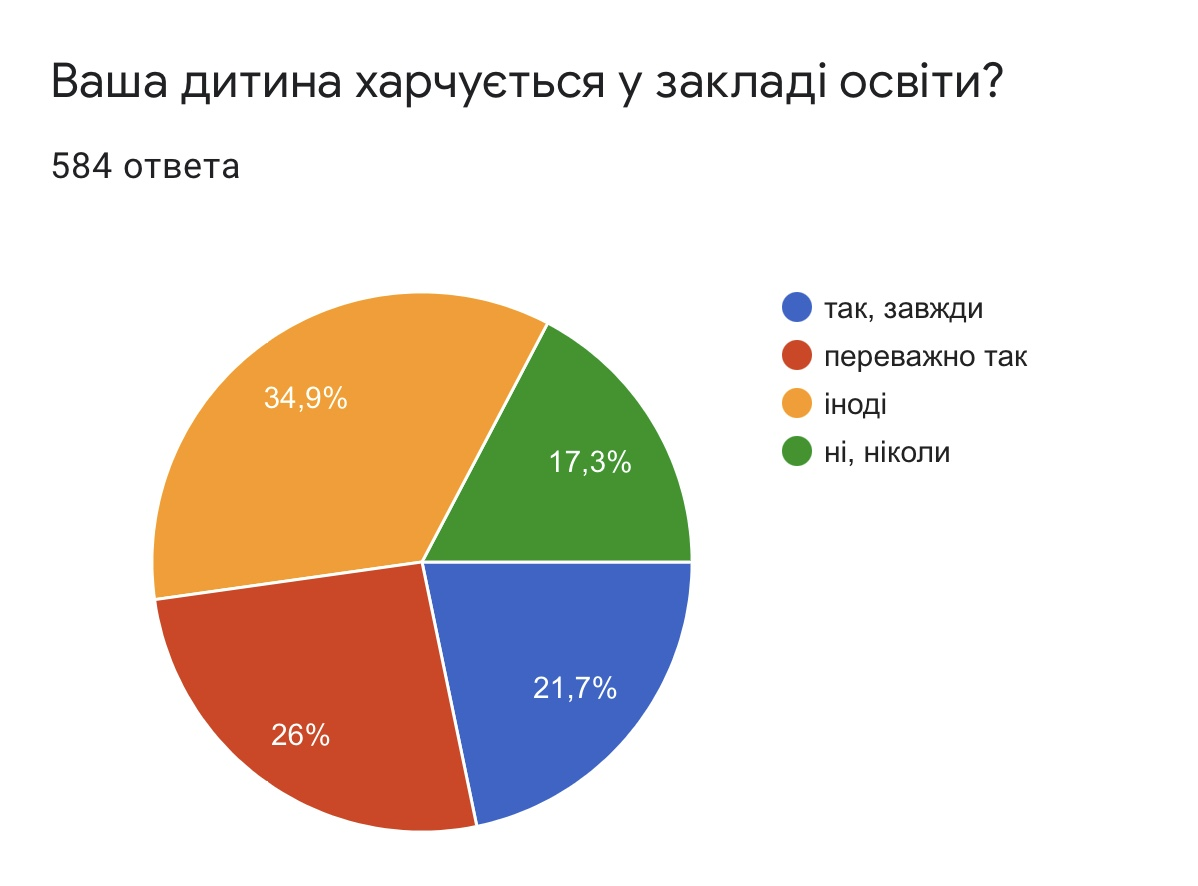 Ваша дитина харчується у закладі освіти?
584 ответа
так, завжди
переважно так
іноді
ні, ніколи
34,9%
17,3%
21,7%
26%